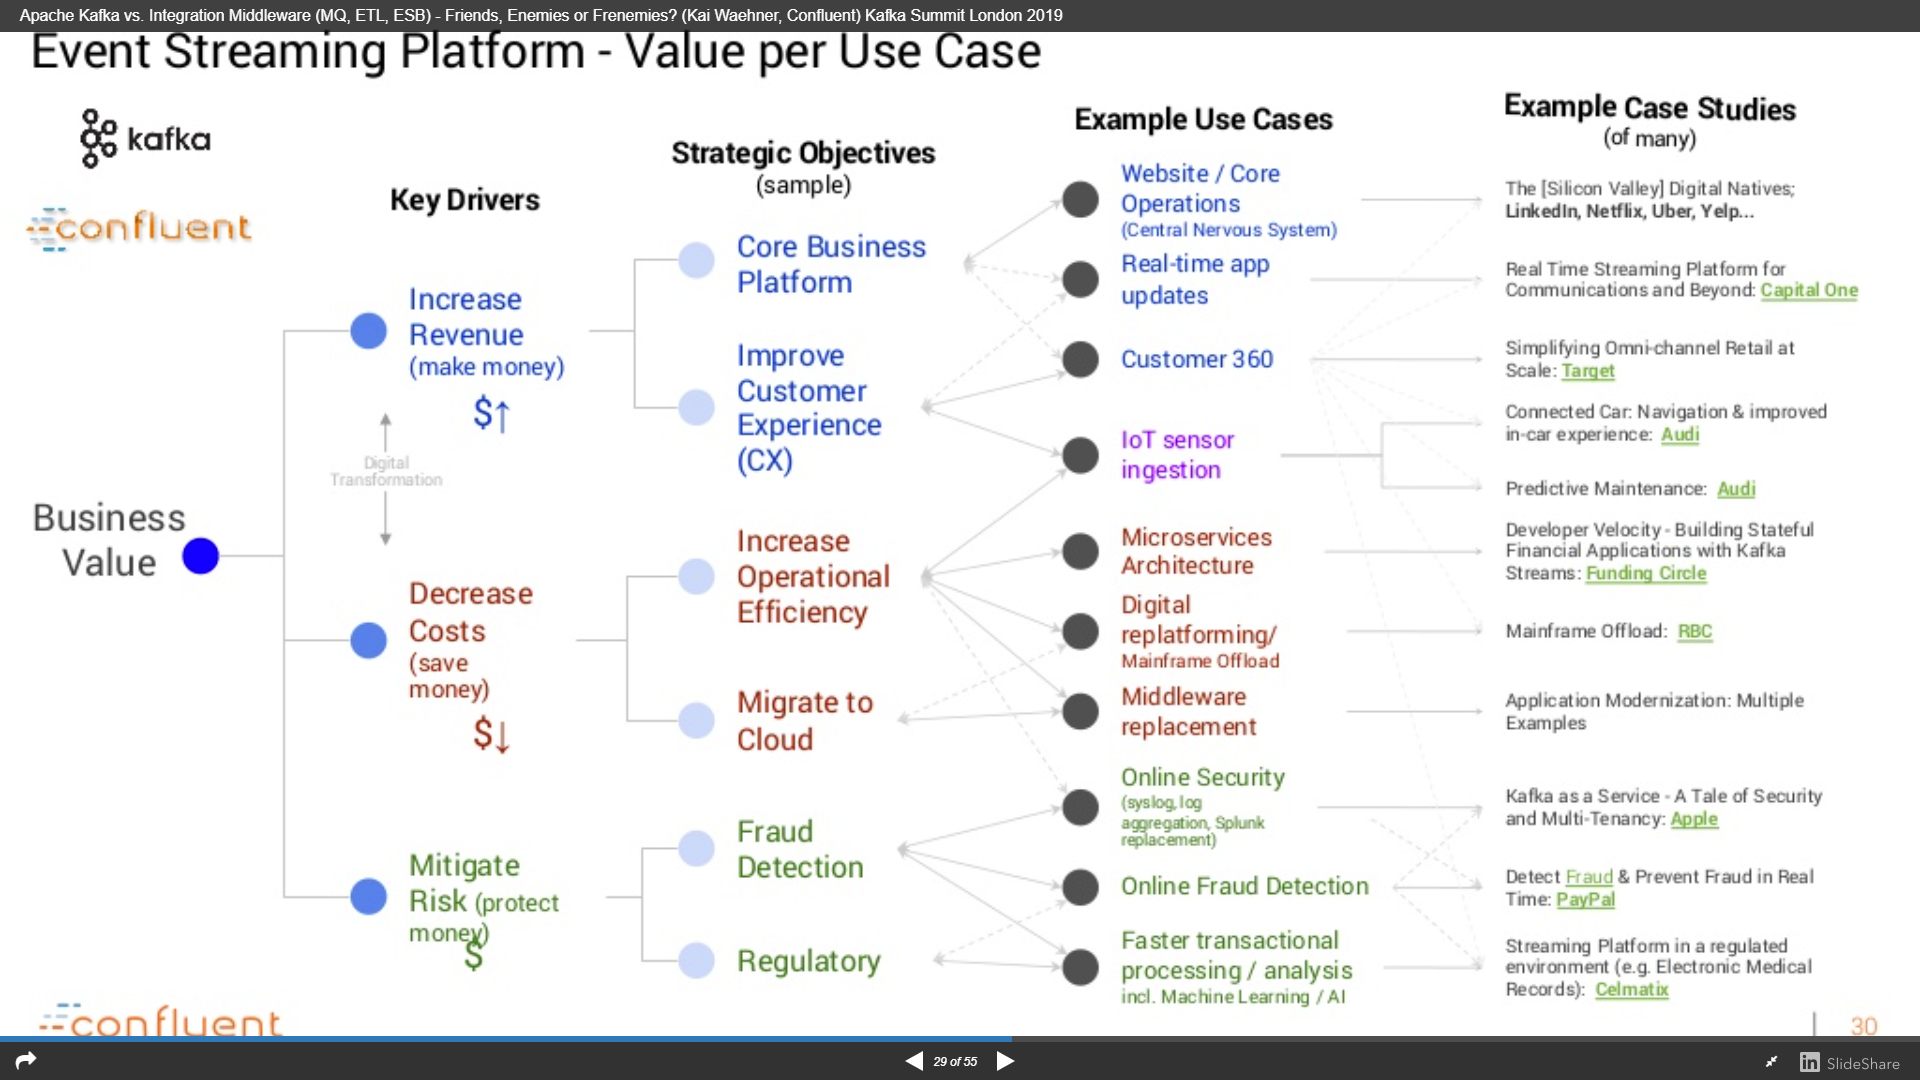 Apache Kafka vs. Integration Middleware (MQ, ETL, ESB) - Friends, Enemies or Frenemies? (Kai Waehner, Confluent) Kafka Summit London 2019
Event Streaming Platform - Value per Use Case
kafka
confluent
Business
Value
Key Drivers
Increase
Revenue
(make money)
$↑
Digital
Transformation
Decrease
Costs
(save
money)
$↓
Mitigate
Risk (protect
money)
$
Strategic Objectives
(sample)
Core Business
Platform
Improve
Customer
Experience
(CX)
Increase
Operational
Efficiency
Migrate to
Cloud
Fraud
Detection
Regulatory
Example Use Cases
Website / Core
Operations
(Central Nervous System)
Real-time app
updates
Customer 360
IoT sensor
ingestion
Microservices
Architecture
Digital
replatforming/
Mainframe Offload
Middleware
replacement
Online Security
(syslog, log
aggregation, Splunk
replacement)
Online Fraud Detection
Faster transactional
processing / analysis
incl. Machine Learning / AI
Example Case Studies
(of many)
The [Silicon Valley] Digital Natives;
LinkedIn, Netflix, Uber, Yelp...
Real Time Streaming Platform for
Communications and Beyond: Capital One
Simplifying Omni-channel Retail at
Scale: Target
Connected Car: Navigation & improved
in-car experience: Audi
Predictive Maintenance: Audi
Developer Velocity - Building Stateful
Financial Applications with Kafka
Streams: Funding Circle
Mainframe Offload: RBC
Application Modernization: Multiple
Examples
Kafka as a Service - A Tale of Security
and Multi-Tenancy: Apple
Detect Fraud & Prevent Fraud in Real
Time: PayPal
Streaming Platform in a regulated
environment (e.g. Electronic Medical
Records): Celmatix
confluent
30
29 of 55
in SlideShare